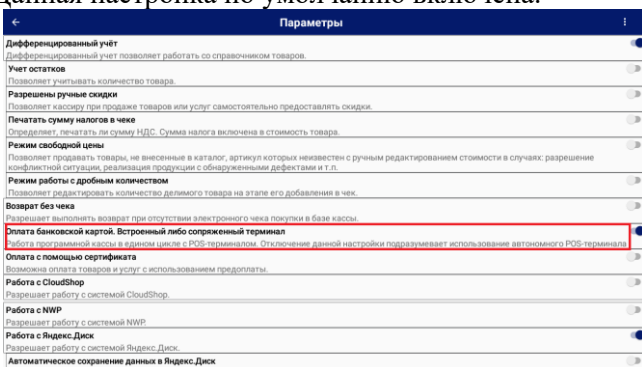 Данная настройка по умолчанию включена.
Параметры
Дифференцированный учёт
Дифференцированный учет позволяет работать со справочником товаров.
Учет остатков
Позволяет учитывать количество товара.
Разрешены ручные скидки
Позволяет кассиру при продаже товаров или услуг самостоятельно предоставлять скидки.
Печатать сумму налогов в чеке
Определяет, печатать ли сумму НДС. Сумма налога включена в стоимость товара.
Режим свободной цены
Позволяет продавать товары, не внесенные в каталог, артикул которых неизвестен с ручным редактированием стоимости в случаях: разрешение
конфликтной ситуации, реализация продукции с обнаруженными дефектами и т.п.
Режим работы с дробным количеством
Позволяет редактировать количество делимого товара на этапе его добавления в чек.
Возврат без чека
Разрешает выполнять возврат при отсутствии электронного чека покупки в базе кассы.
Оплата банковской картой. Встроенный либо сопряженный терминал
Работа программной кассы в едином цикле с POS-терминалом. Отключение данной настройки подразумевает использование автономного POS-терминала
Оплата с помощью сертификата
Возможна оплата товаров и услуг с использованием предоплаты.
Работа с CloudShop
Разрешает работу с системой CloudShop.
Работа с NWP
Разрешает работу с системой NWP.
Работа с Яндекс.Диск
Разрешает работу с системой Яндекс.Диск.
Автоматическое сохранение данных в Яндекс.Диск